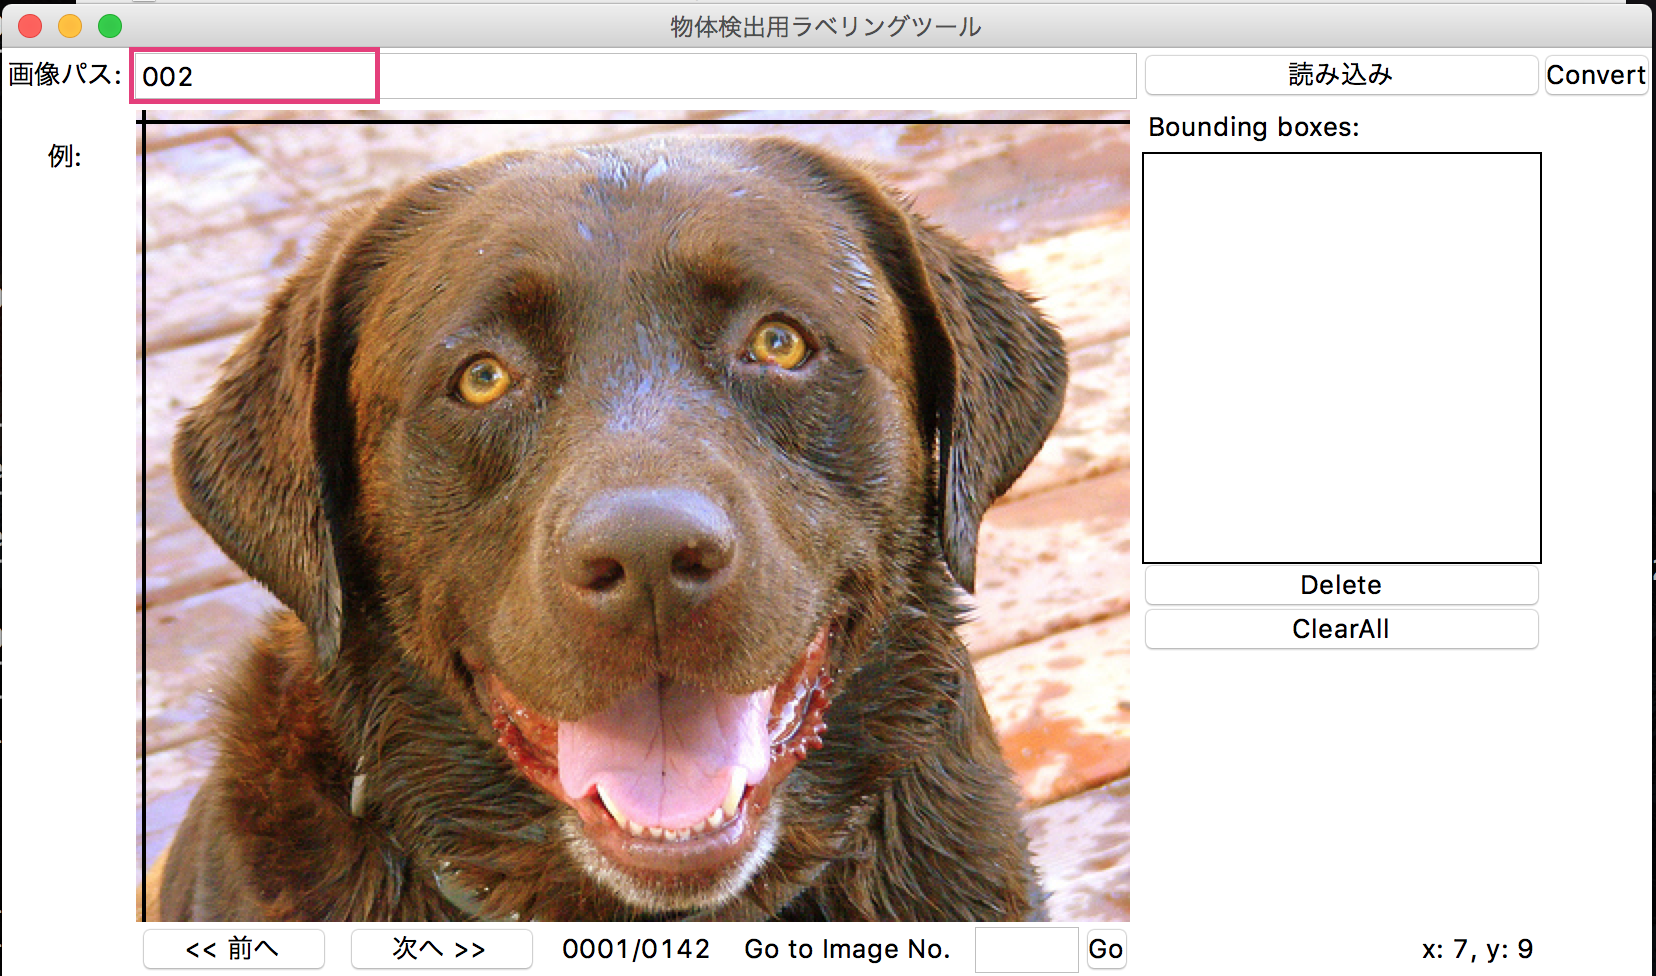 物体検出用ラベリングツール
画像パス: 002 読み込み Convert
例:
Bounding boxes:
Delete
ClearAll
<< 前へ 次へ >> 0001/0142 Go to Image No. Go x: 7, y: 9